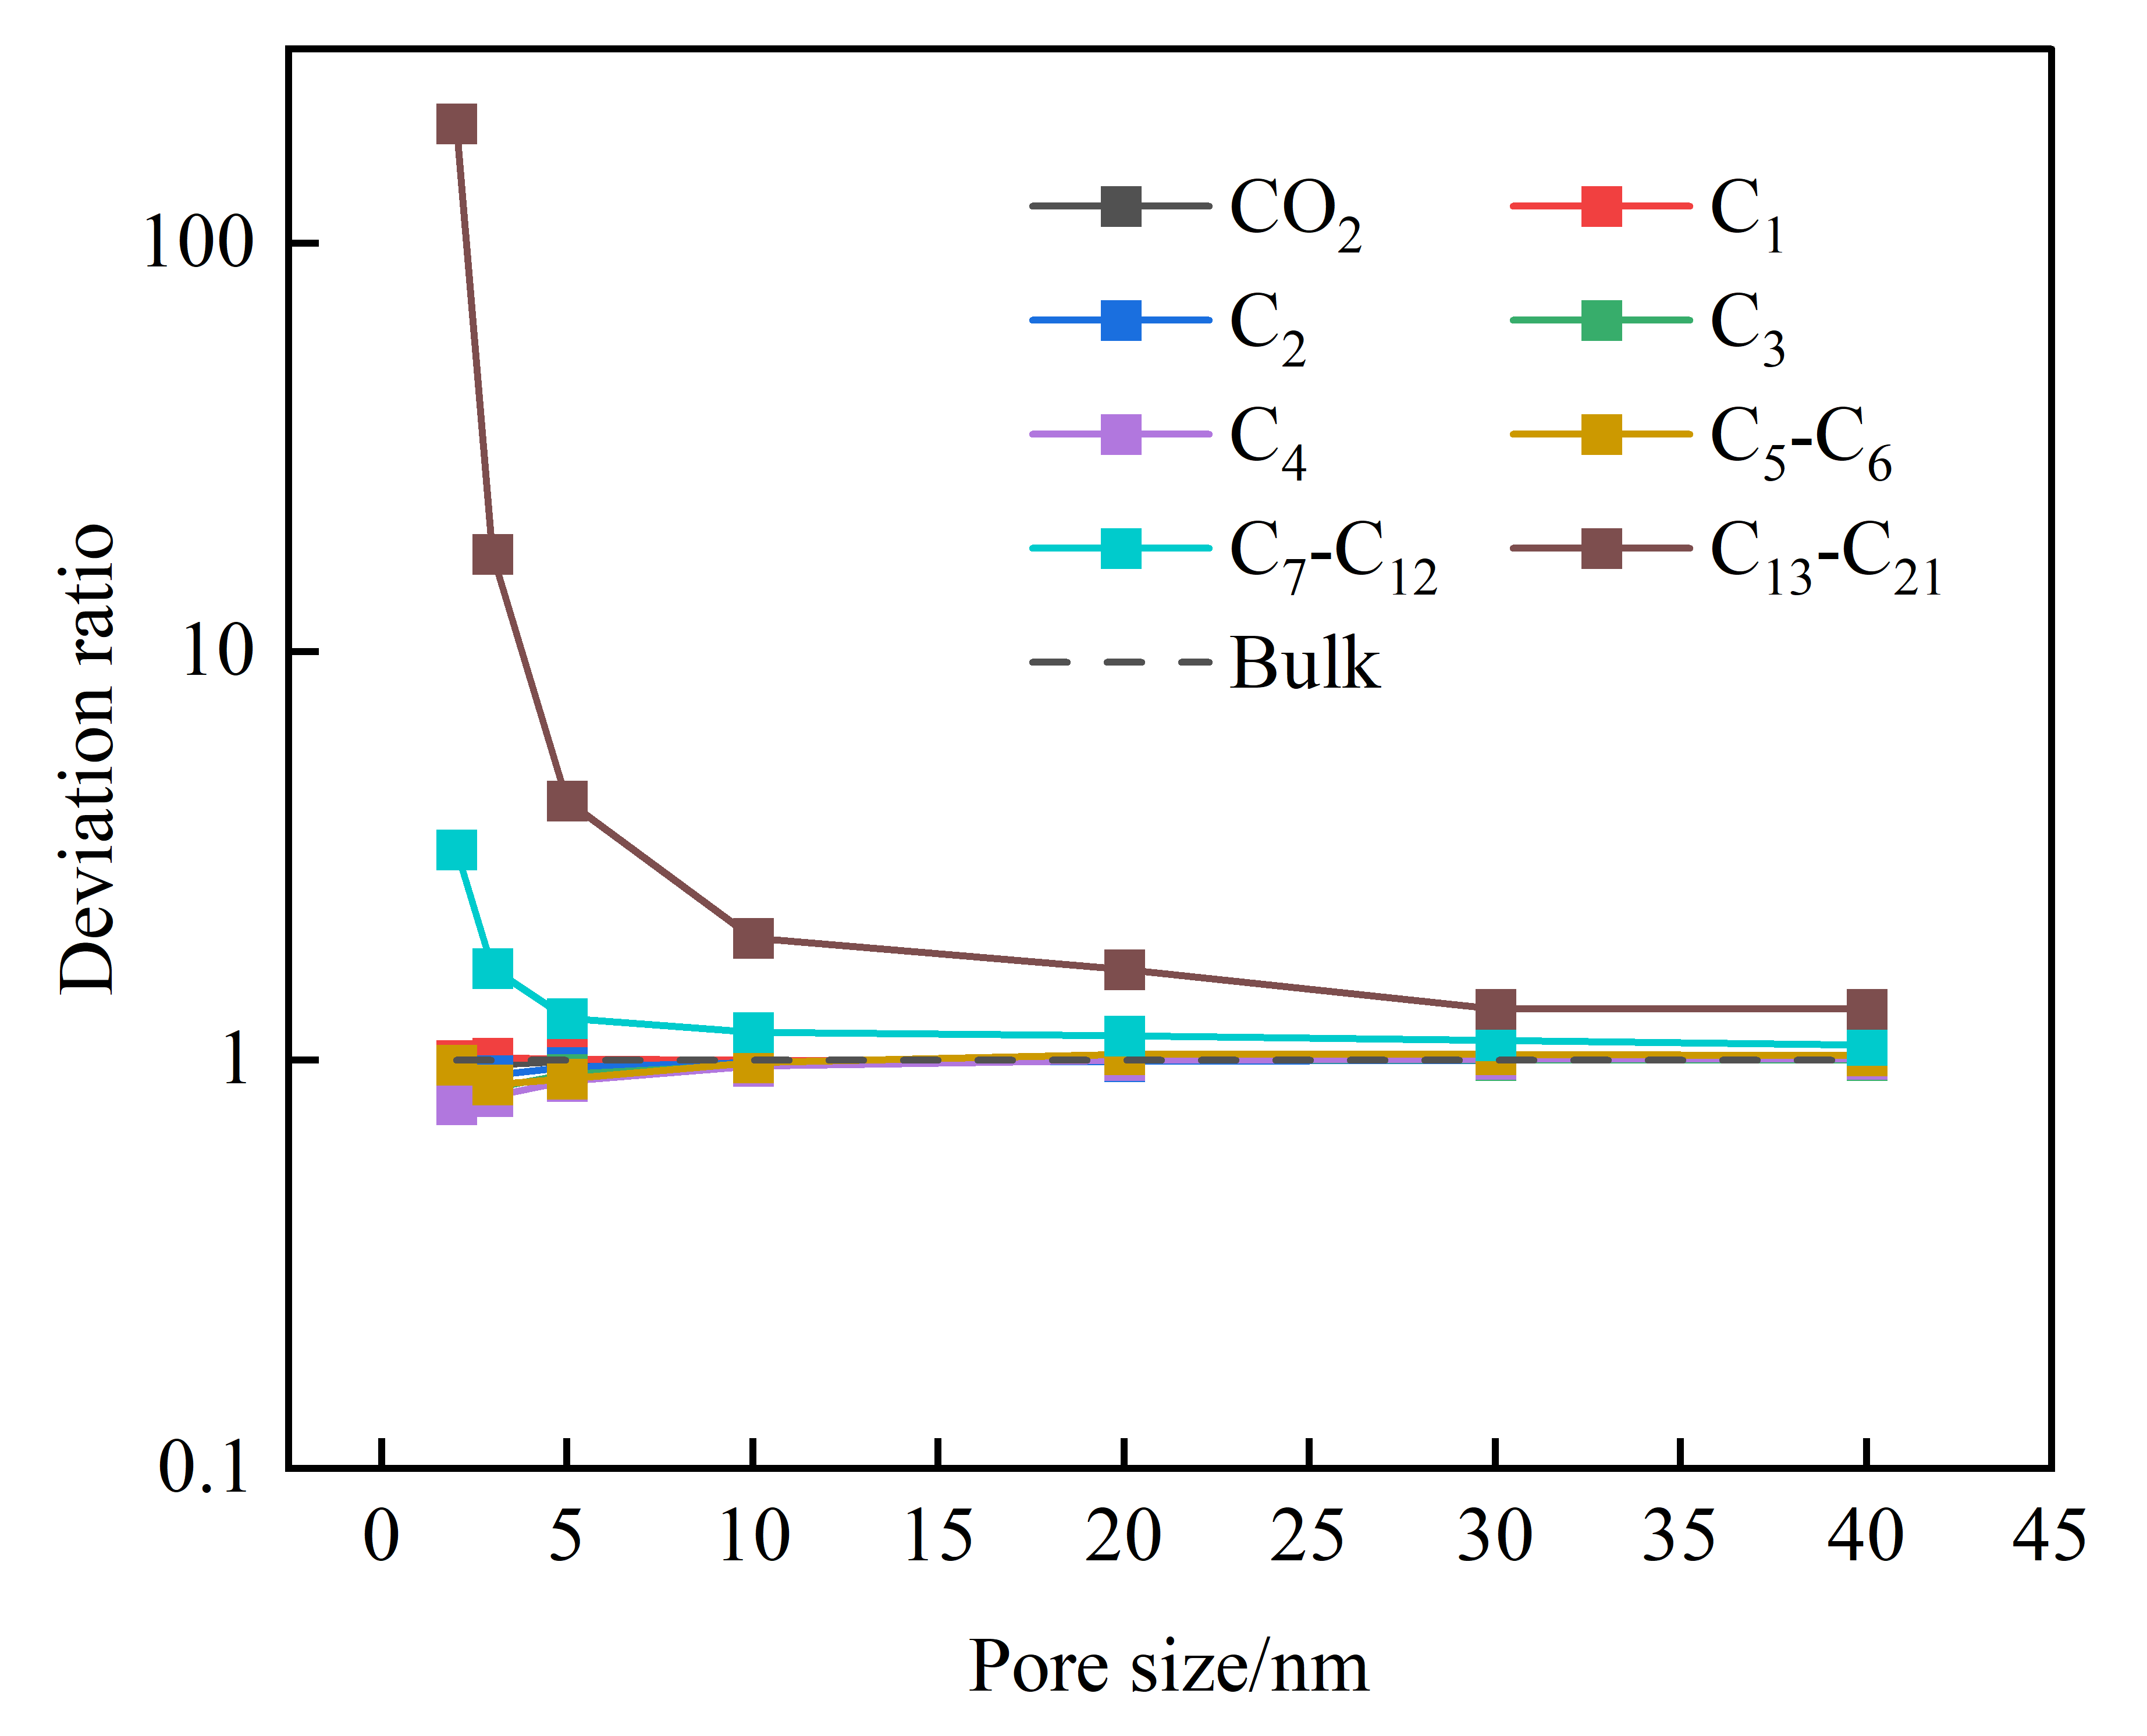 100
10
1
0.1
Deviation ratio
CO₂
C₁
C₂
C₃
C₄
C₅-C₆
C₇-C₁₂
C₁₃-C₂₁
Bulk
0 5 10 15 20 25 30 35 40 45
Pore size/nm